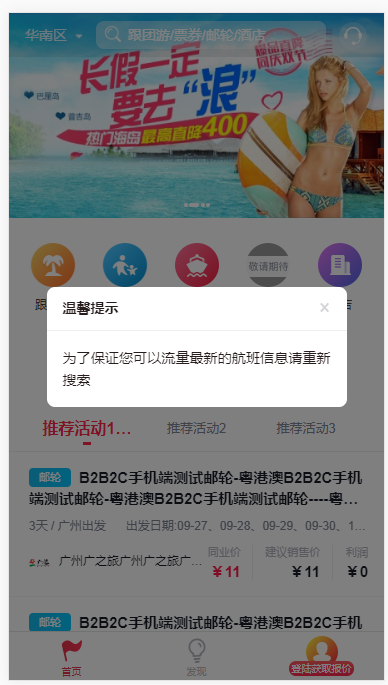 华南区
跟团游/票券/邮轮/酒店
长假一定
要去“浪”
爆品直降
同庆双节
巴厘岛
普吉岛
热门海岛最高直降400
敬请期待
温馨提示
×
为了保证您可以流量最新的航班信息请重新
搜索
推荐活动1…
推荐活动2
推荐活动3
邮轮 B2B2C手机端测试邮轮-粤港澳B2B2C手机
端测试邮轮-粤港澳B2B2C手机端测试邮轮----粤…
3天 / 广州出发 出发日期:09-27、09-28、09-29、09-30、1…
广州广之旅广州广之旅广…
同业价
¥11
建议销售价
¥11
利润
¥0
邮轮 B2B2C手机端测试邮轮-粤港澳B2B2C手机
首页
发现
登陆获取报价